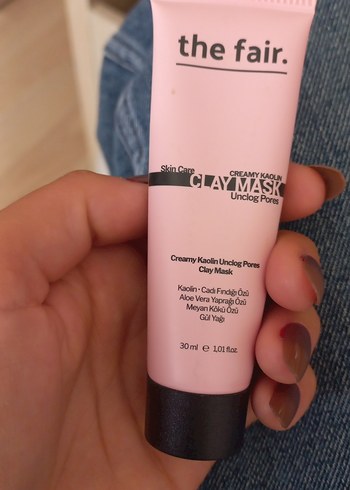 the fair.
Skin Care
CREAMY KAOLIN
CLAY MASK
Unclog Pores
Creamy Kaolin Unclog Pores
Clay Mask
Kaolin • Cadı Fındığı Özü
Aloe Vera Yaprağı Özü
Meyan Kökü Özü
Gül Yağı
30 ml ℮ 1,01 fl.oz.